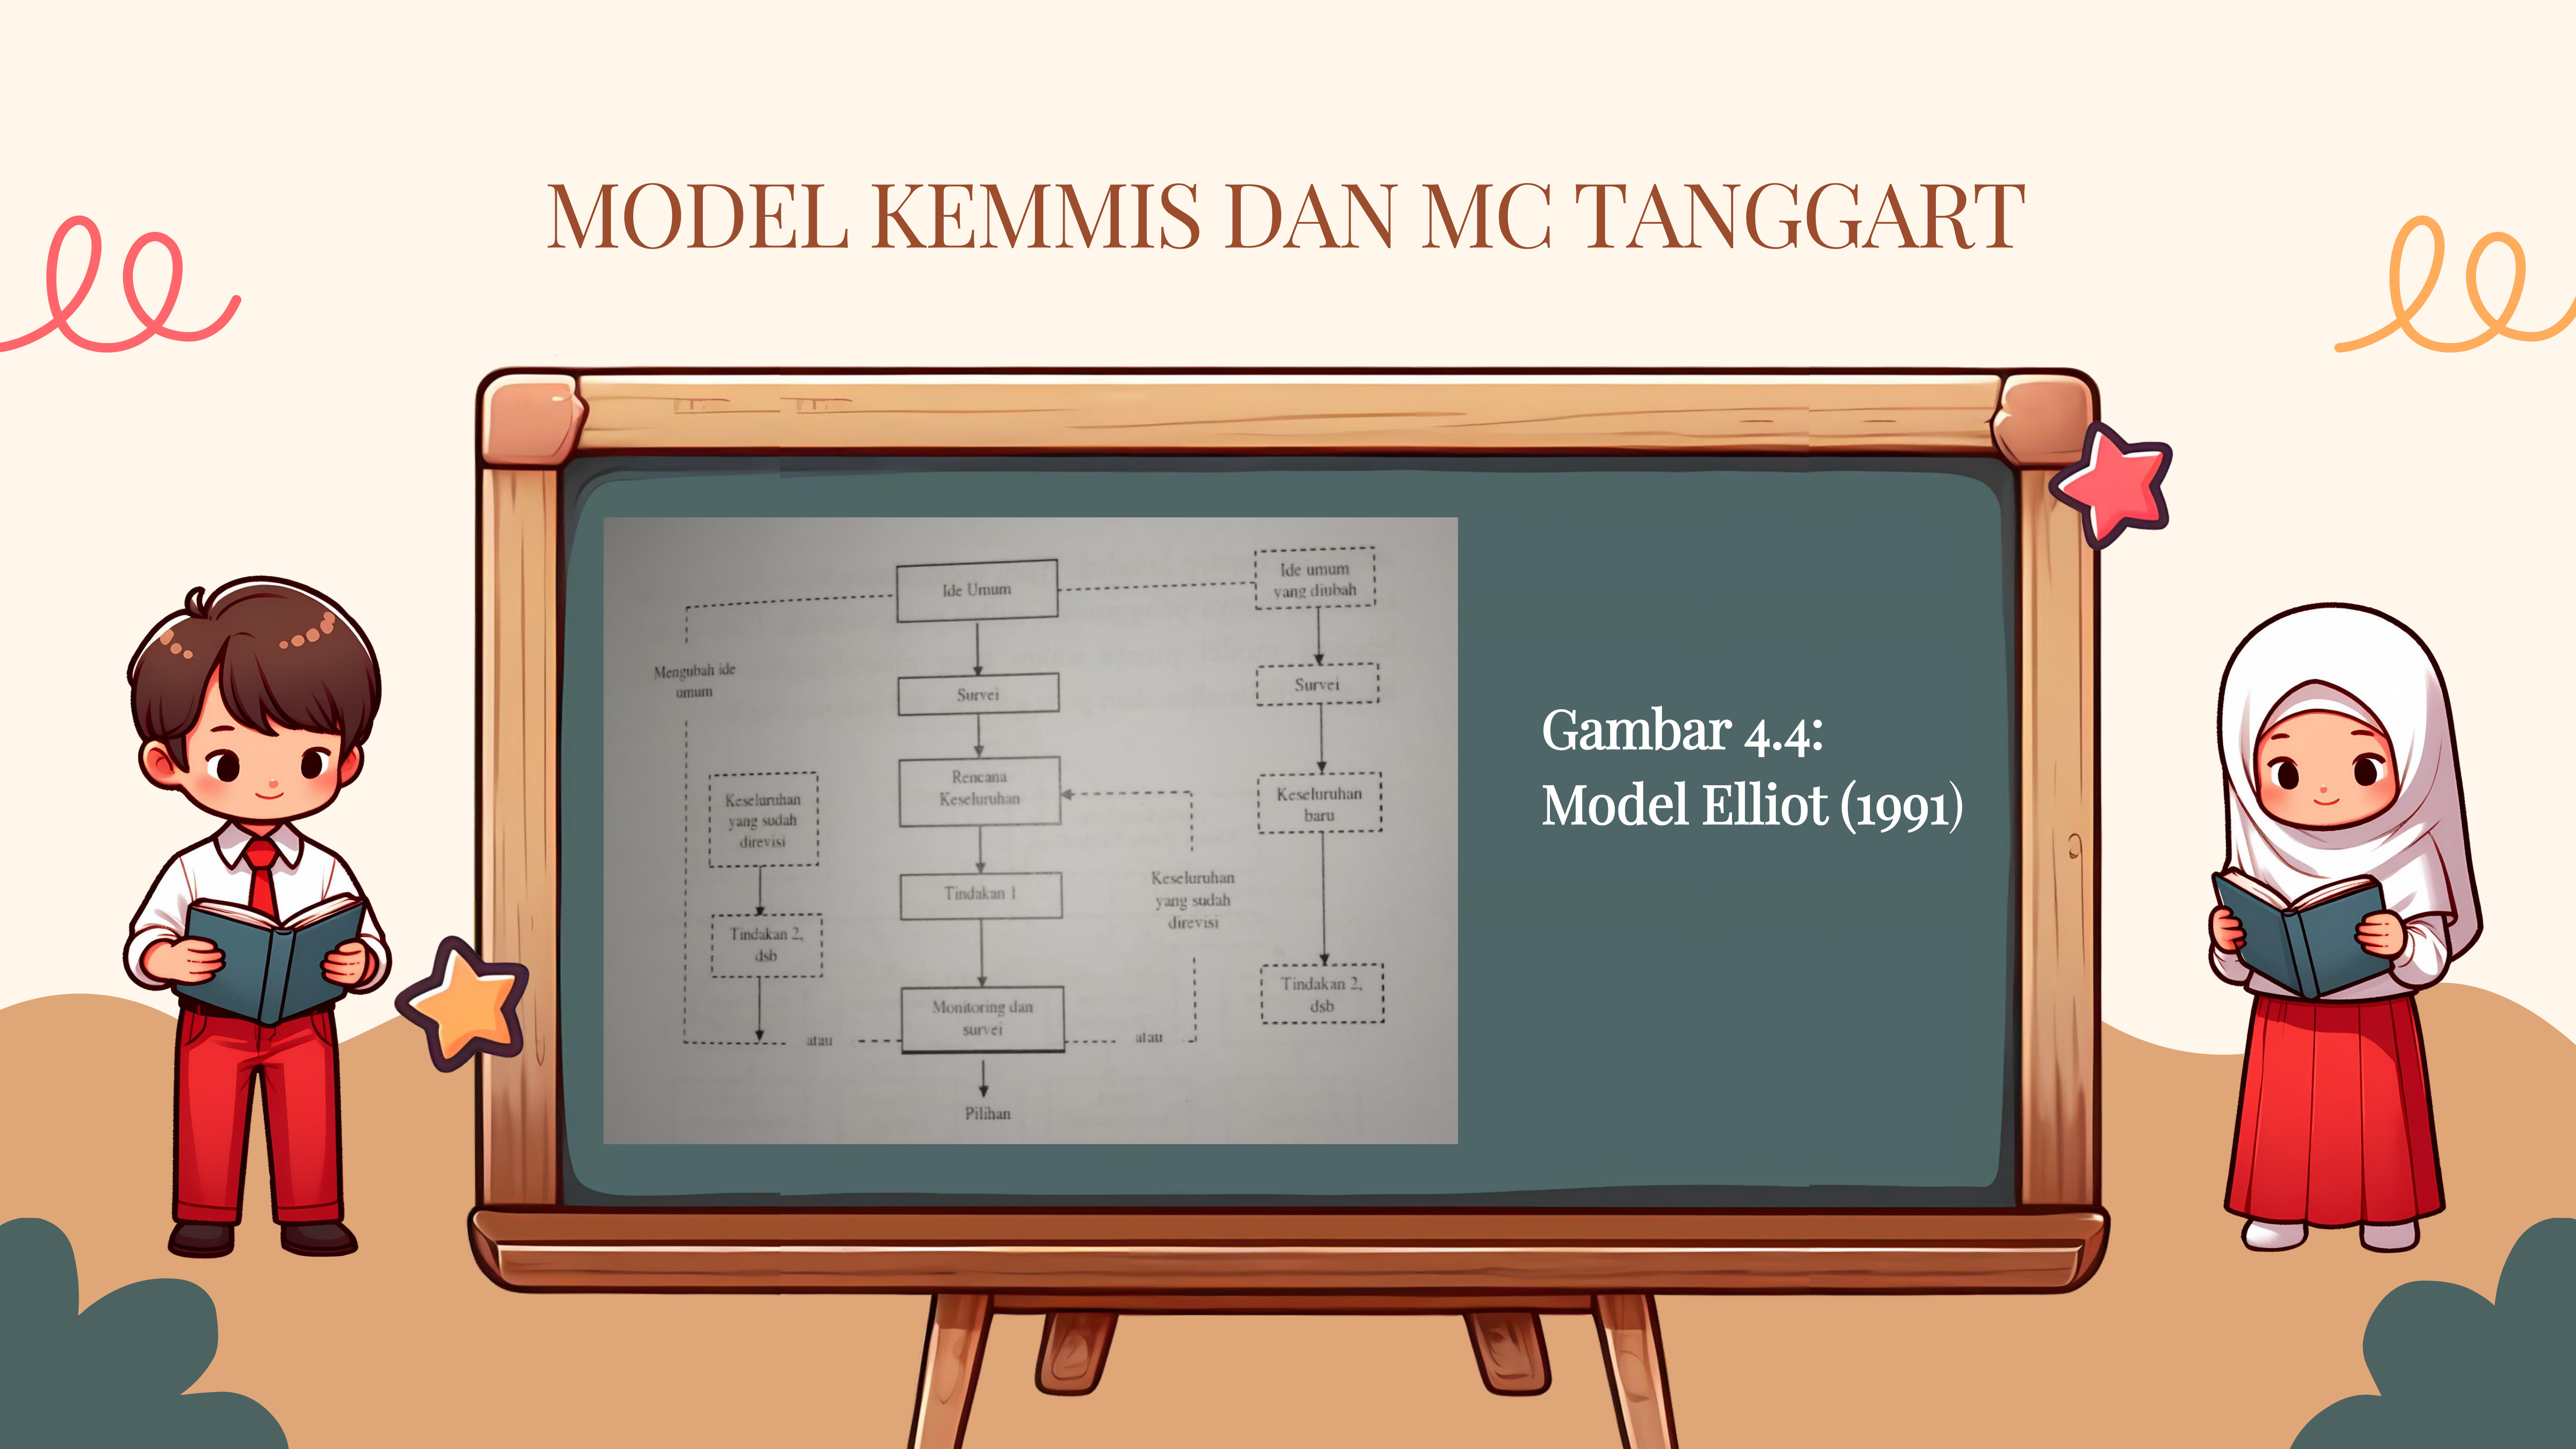 MODEL KEMMIS DAN MC TANGGART
Ide Umum
Ide umum
yang diubah
Mengubah ide
umum
Survei
Survei
Rencana
Keseluruhan
Keseluruhan
yang sudah
direvisi
Keseluruhan
baru
Tindakan 1
Keseluruhan
yang sudah
direvisi
Tindakan 2,
dsb
Tindakan 2,
dsb
Monitoring dan
survei
atau
atau
Pilihan
Gambar 4.4:
Model Elliot (1991)